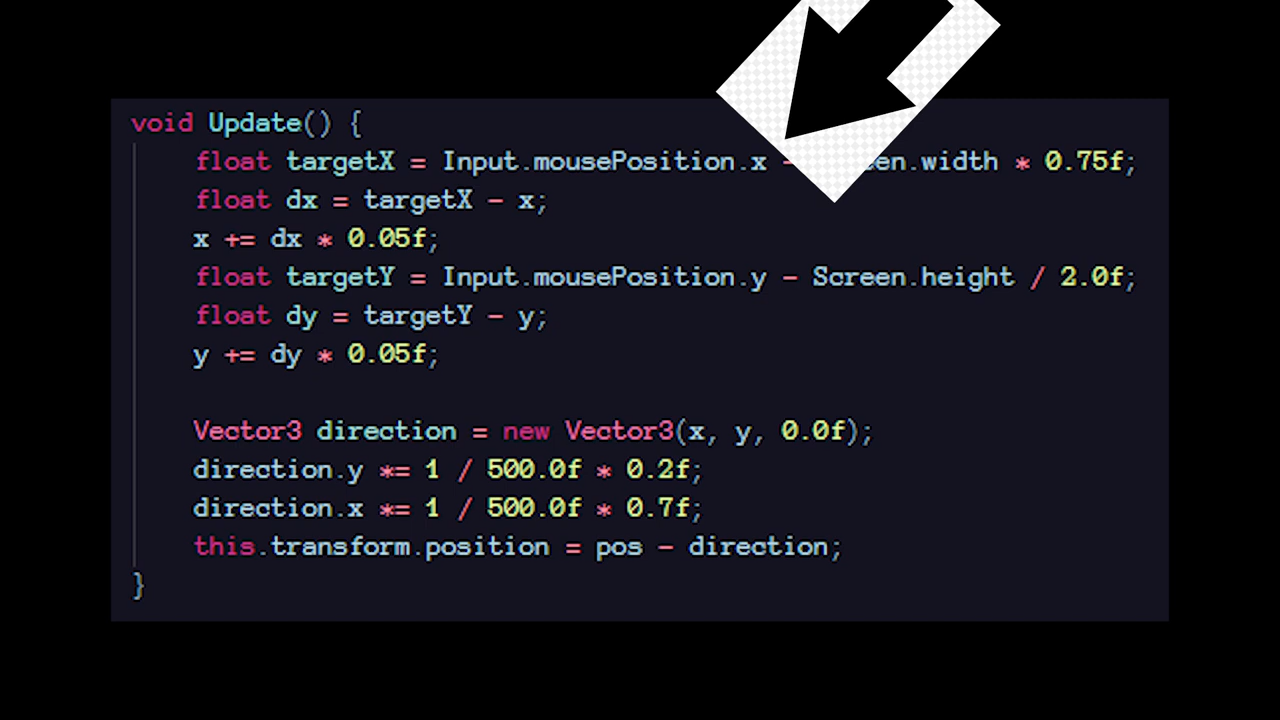 void Update() {
float targetX = Input.mousePosition.x - .width * 0.75f;
float dx = targetX - x;
x += dx * 0.05f;
float targetY = Input.mousePosition.y - Screen.height / 2.0f;
float dy = targetY - y;
y += dy * 0.05f;
Vector3 direction = new Vector3(x, y, 0.0f);
direction.y *= 1 / 500.0f * 0.2f;
direction.x *= 1 / 500.0f * 0.7f;
this.transform.position = pos - direction;
}